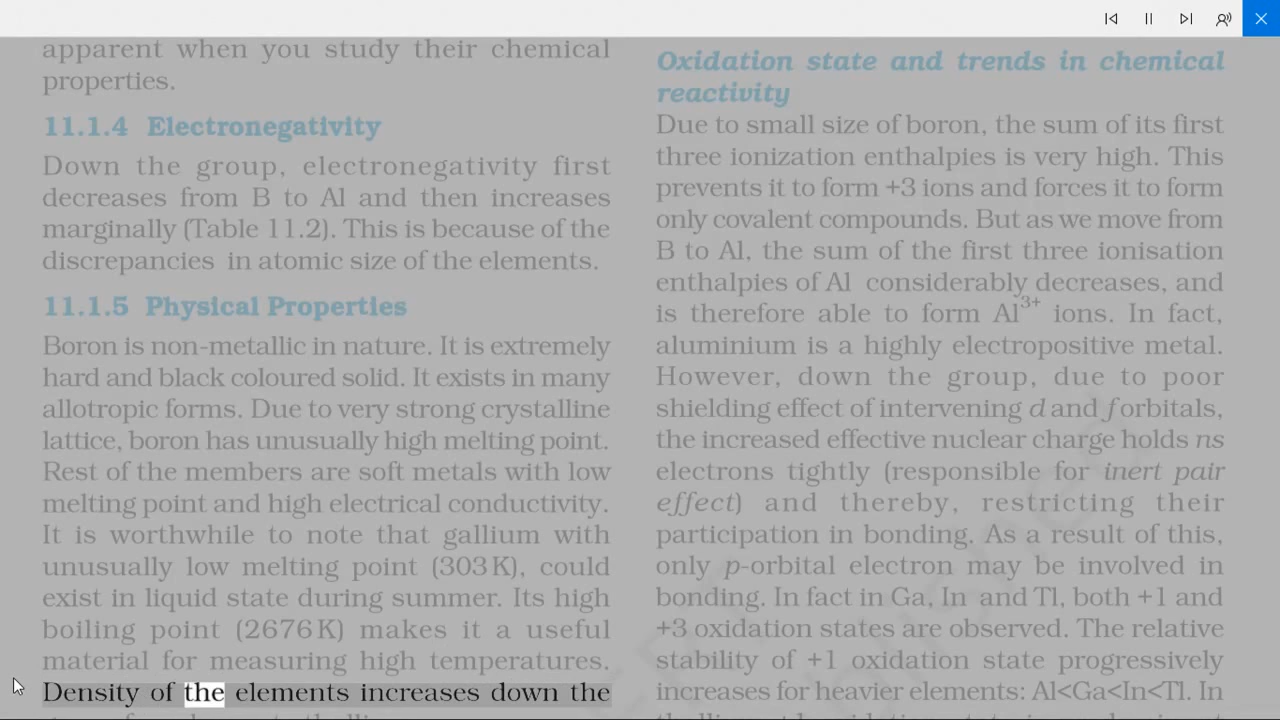 apparent when you study their chemical
properties.
11.1.4 Electronegativity
Down the group, electronegativity first
decreases from B to Al and then increases
marginally (Table 11.2). This is because of the
discrepancies in atomic size of the elements.
11.1.5 Physical Properties
Boron is non-metallic in nature. It is extremely
hard and black coloured solid. It exists in many
allotropic forms. Due to very strong crystalline
lattice, boron has unusually high melting point.
Rest of the members are soft metals with low
melting point and high electrical conductivity.
It is worthwhile to note that gallium with
unusually low melting point (303 K), could
exist in liquid state during summer. Its high
boiling point (2676 K) makes it a useful
material for measuring high temperatures.
Density of the elements increases down the
Oxidation state and trends in chemical
reactivity
Due to small size of boron, the sum of its first
three ionization enthalpies is very high. This
prevents it to form +3 ions and forces it to form
only covalent compounds. But as we move from
B to Al, the sum of the first three ionisation
enthalpies of Al considerably decreases, and
is therefore able to form Al³⁺ ions. In fact,
aluminium is a highly electropositive metal.
However, down the group, due to poor
shielding effect of intervening d and f orbitals,
the increased effective nuclear charge holds ns
electrons tightly (responsible for inert pair
effect) and thereby, restricting their
participation in bonding. As a result of this,
only p-orbital electron may be involved in
bonding. In fact in Ga, In and Tl, both +1 and
+3 oxidation states are observed. The relative
stability of +1 oxidation state progressively
increases for heavier elements: Al<Ga<In<Tl. In